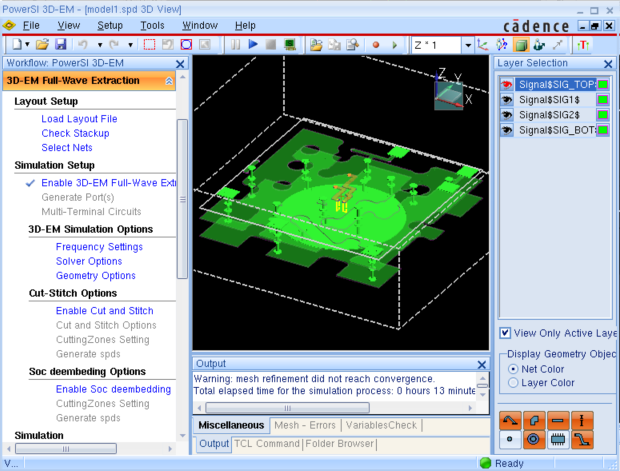 PowerSI 3D-EM - [model1.spd 3D View]
File View Setup Tools Window Help
cādence
Z * 1
Workflow: PowerSI 3D-EM
3D-EM Full-Wave Extraction
Layout Setup
Load Layout File
Check Stackup
Select Nets
Simulation Setup
Enable 3D-EM Full-Wave Ext
Generate Port(s)
Multi-Terminal Circuits
3D-EM Simulation Options
Frequency Settings
Solver Options
Geometry Options
Cut-Stitch Options
Enable Cut and Stitch
Cut and Stitch Options
CuttingZones Setting
Generate spds
Soc deembeding Options
Enable Soc deembedding
CuttingZones Setting
Generate spds
Simulation
Z
Y
X
Output
Warning: mesh refinement did not reach convergence.
Total elapsed time for the simulation process: 0 hours 13 minute
Miscellaneous Mesh - Errors VariablesCheck
Output TCL Command Folder Browser
Layer Selection
Signal$SIG_TOP$
Signal$SIG1$
Signal$SIG2$
Signal$SIG_BOT
View Only Active Laye
Display Geometry Objec
Net Color
Layer Color
V...
Ready